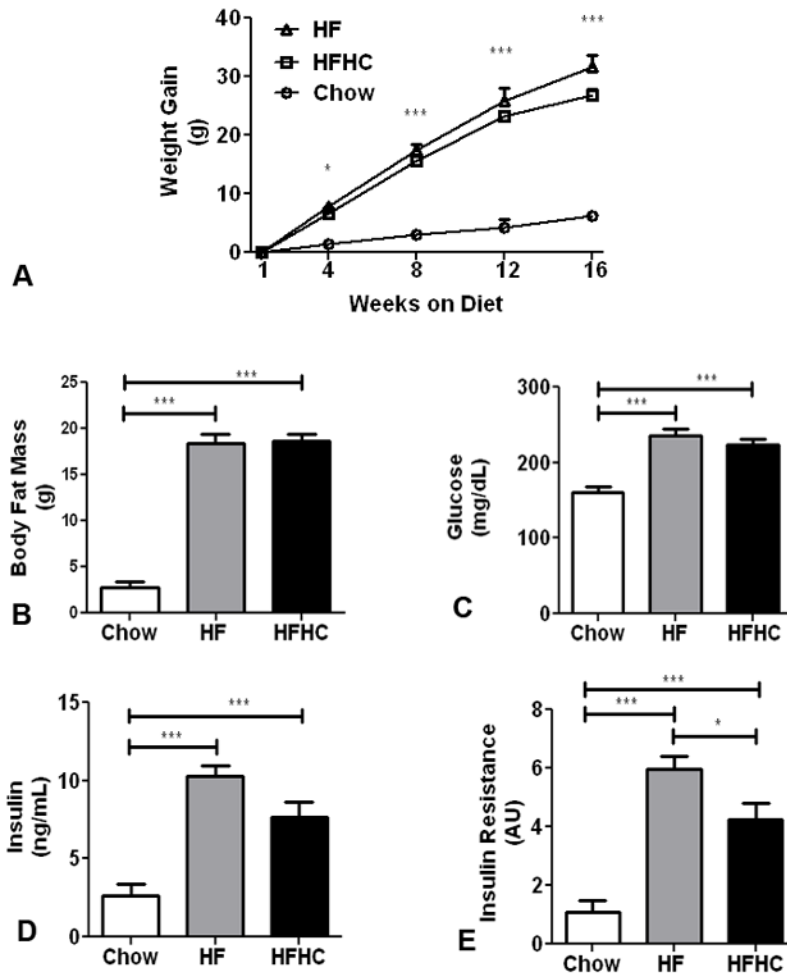 40
30
20
10
0
Weight Gain
(g)
HF
HFHC
Chow
*
***
***
***
1 4 8 12 16
Weeks on Diet
A
25
20
15
10
5
0
Body Fat Mass
(g)
***
***
Chow HF HFHC
B
300
200
100
0
Glucose
(mg/dL)
***
***
Chow HF HFHC
C
15
10
5
0
Insulin
(ng/mL)
***
***
Chow HF HFHC
D
8
6
4
2
0
Insulin Resistance
(AU)
***
***
*
Chow HF HFHC
E